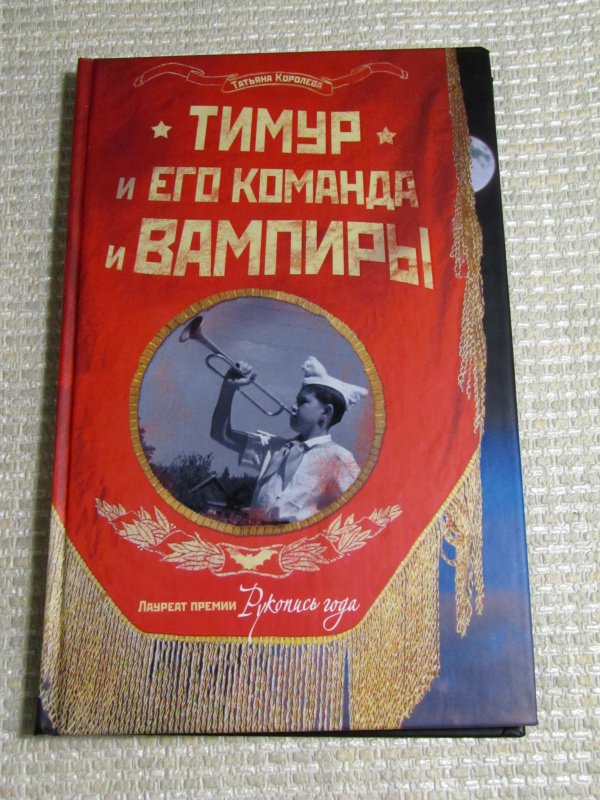 Татьяна Королева
ТИМУР
И ЕГО КОМАНДА
И ВАМПИРЫ
Лауреат премии Рукопись года